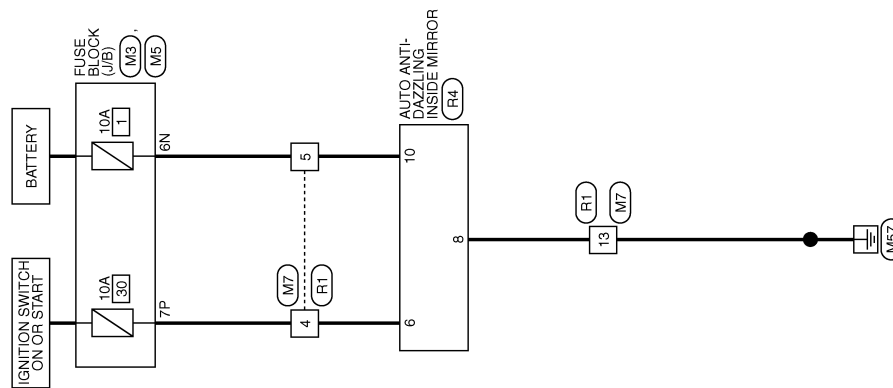 IGNITION SWITCH
ON OR START
BATTERY
FUSE
BLOCK
(J/B)
M3 ,
M5
10A
30
10A
1
7P
6N
M7
R1
4
5
6
10
AUTO ANTI-
DAZZLING
INSIDE MIRROR
R4
8
R1
M7
13
M57